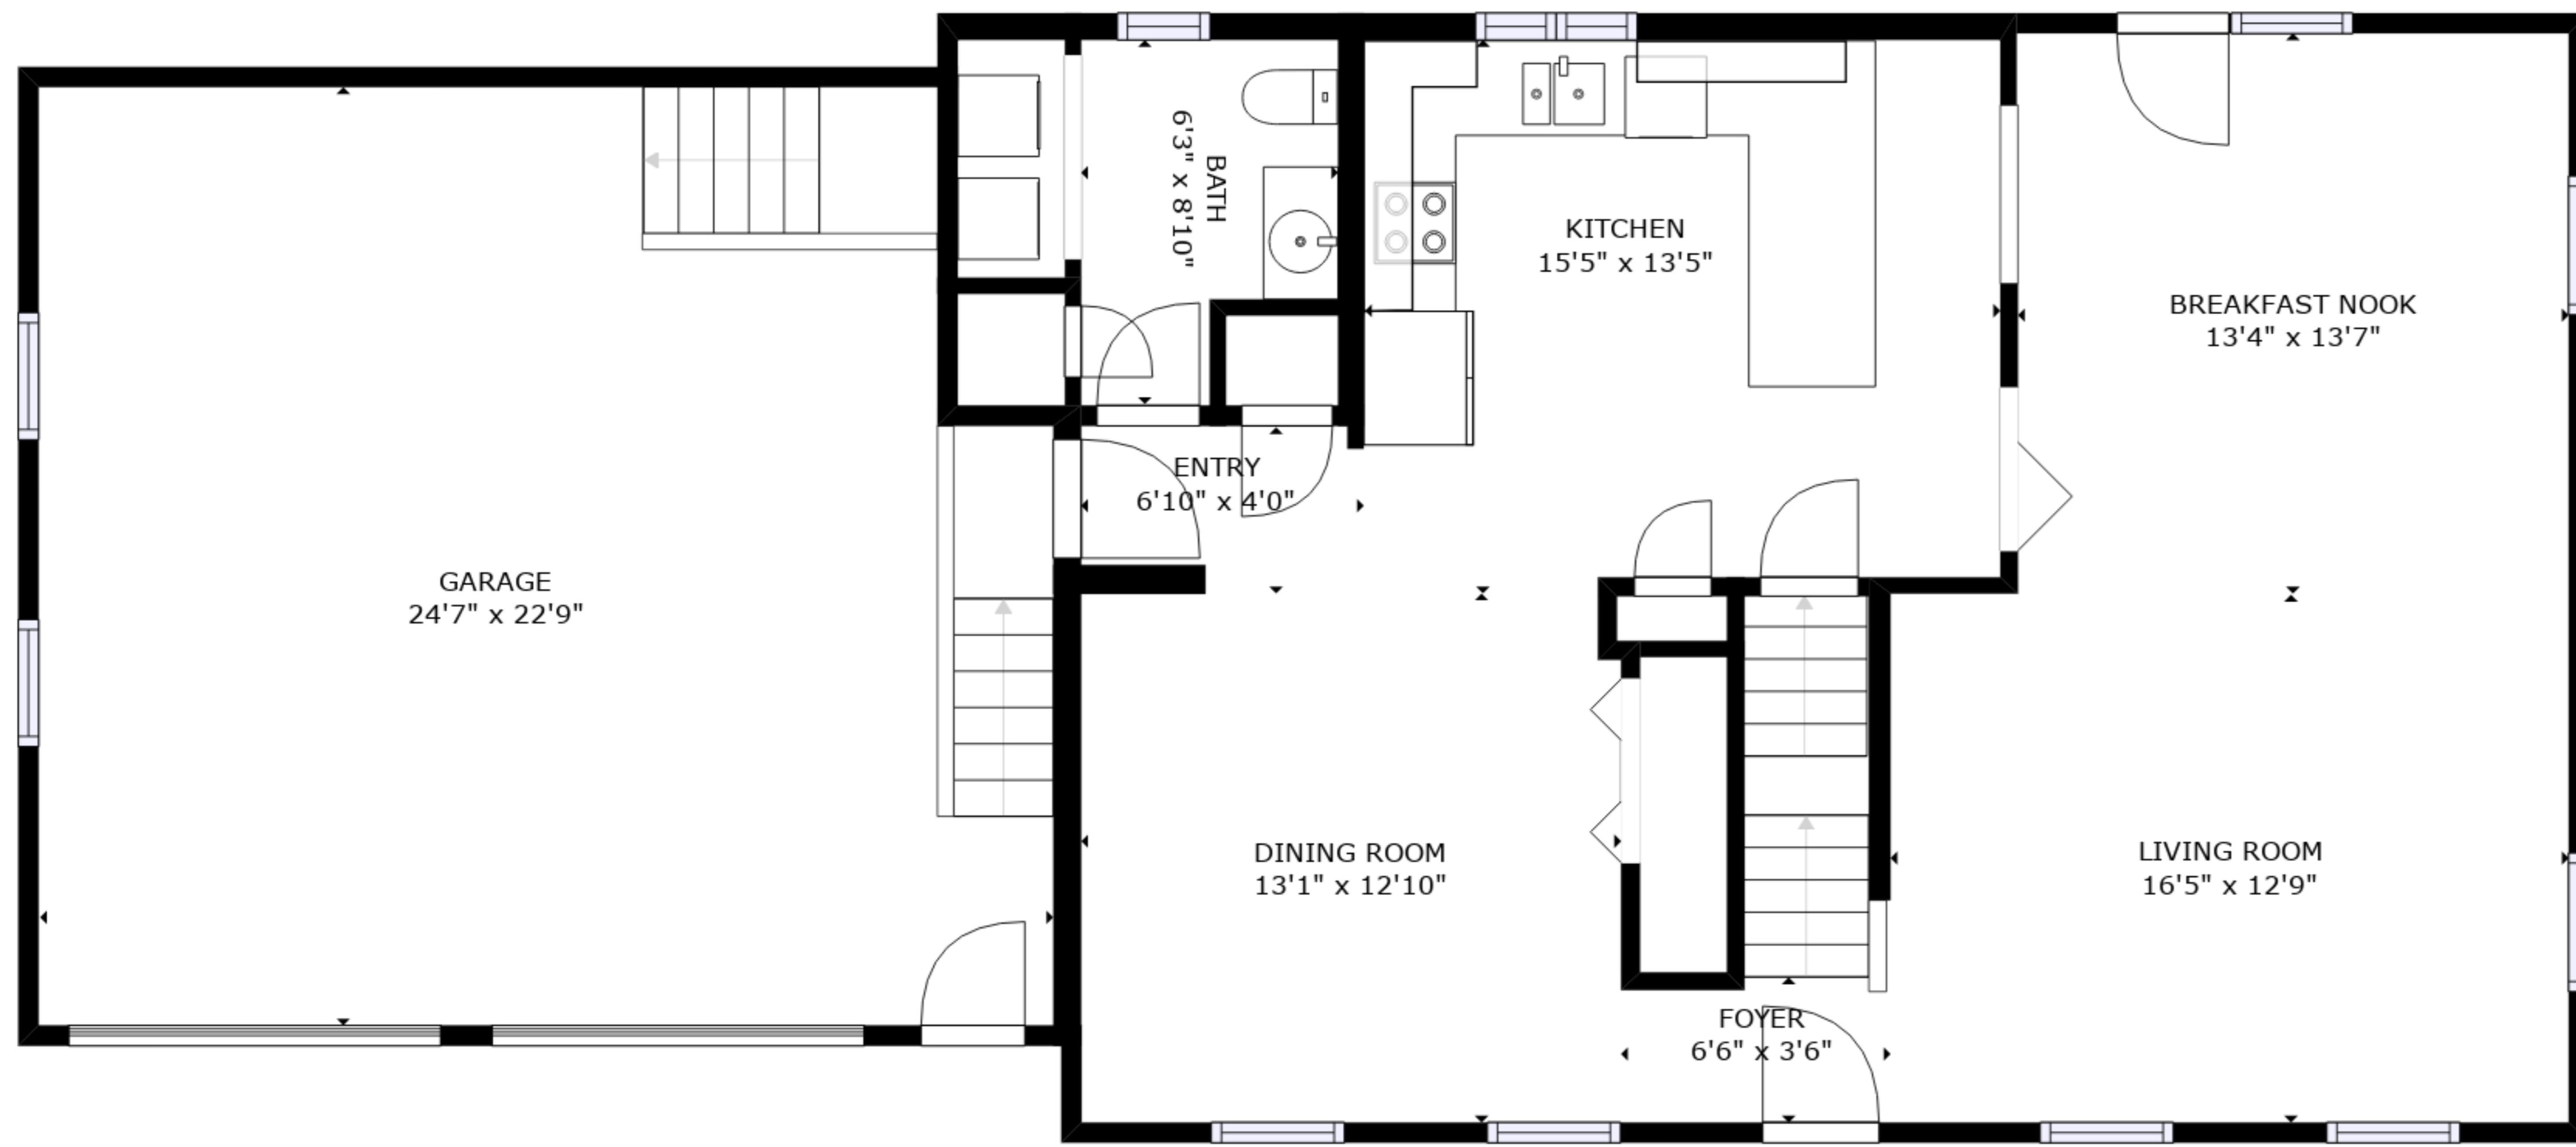 BATH
6'3" x 8'10"
KITCHEN
15'5" x 13'5"
BREAKFAST NOOK
13'4" x 13'7"
ENTRY
6'10" x 4'0"
GARAGE
24'7" x 22'9"
DINING ROOM
13'1" x 12'10"
LIVING ROOM
16'5" x 12'9"
FOYER
6'6" x 3'6"